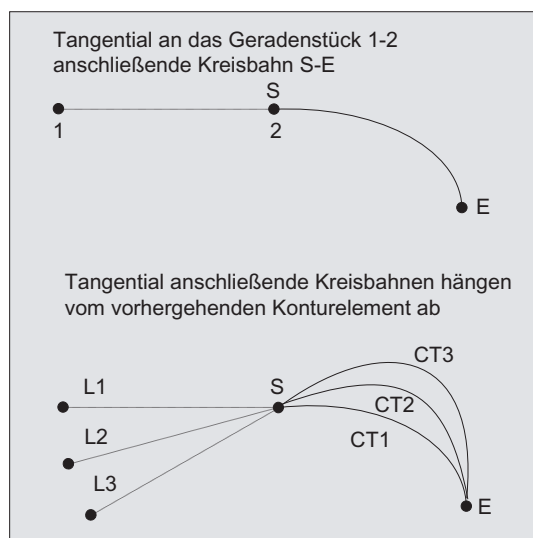 Tangential an das Geradenstück 1-2
anschließende Kreisbahn S-E
S
1
2
E
Tangential anschließende Kreisbahnen hängen
vom vorhergehenden Konturelement ab
CT3
L1
S
CT2
L2
CT1
L3
E